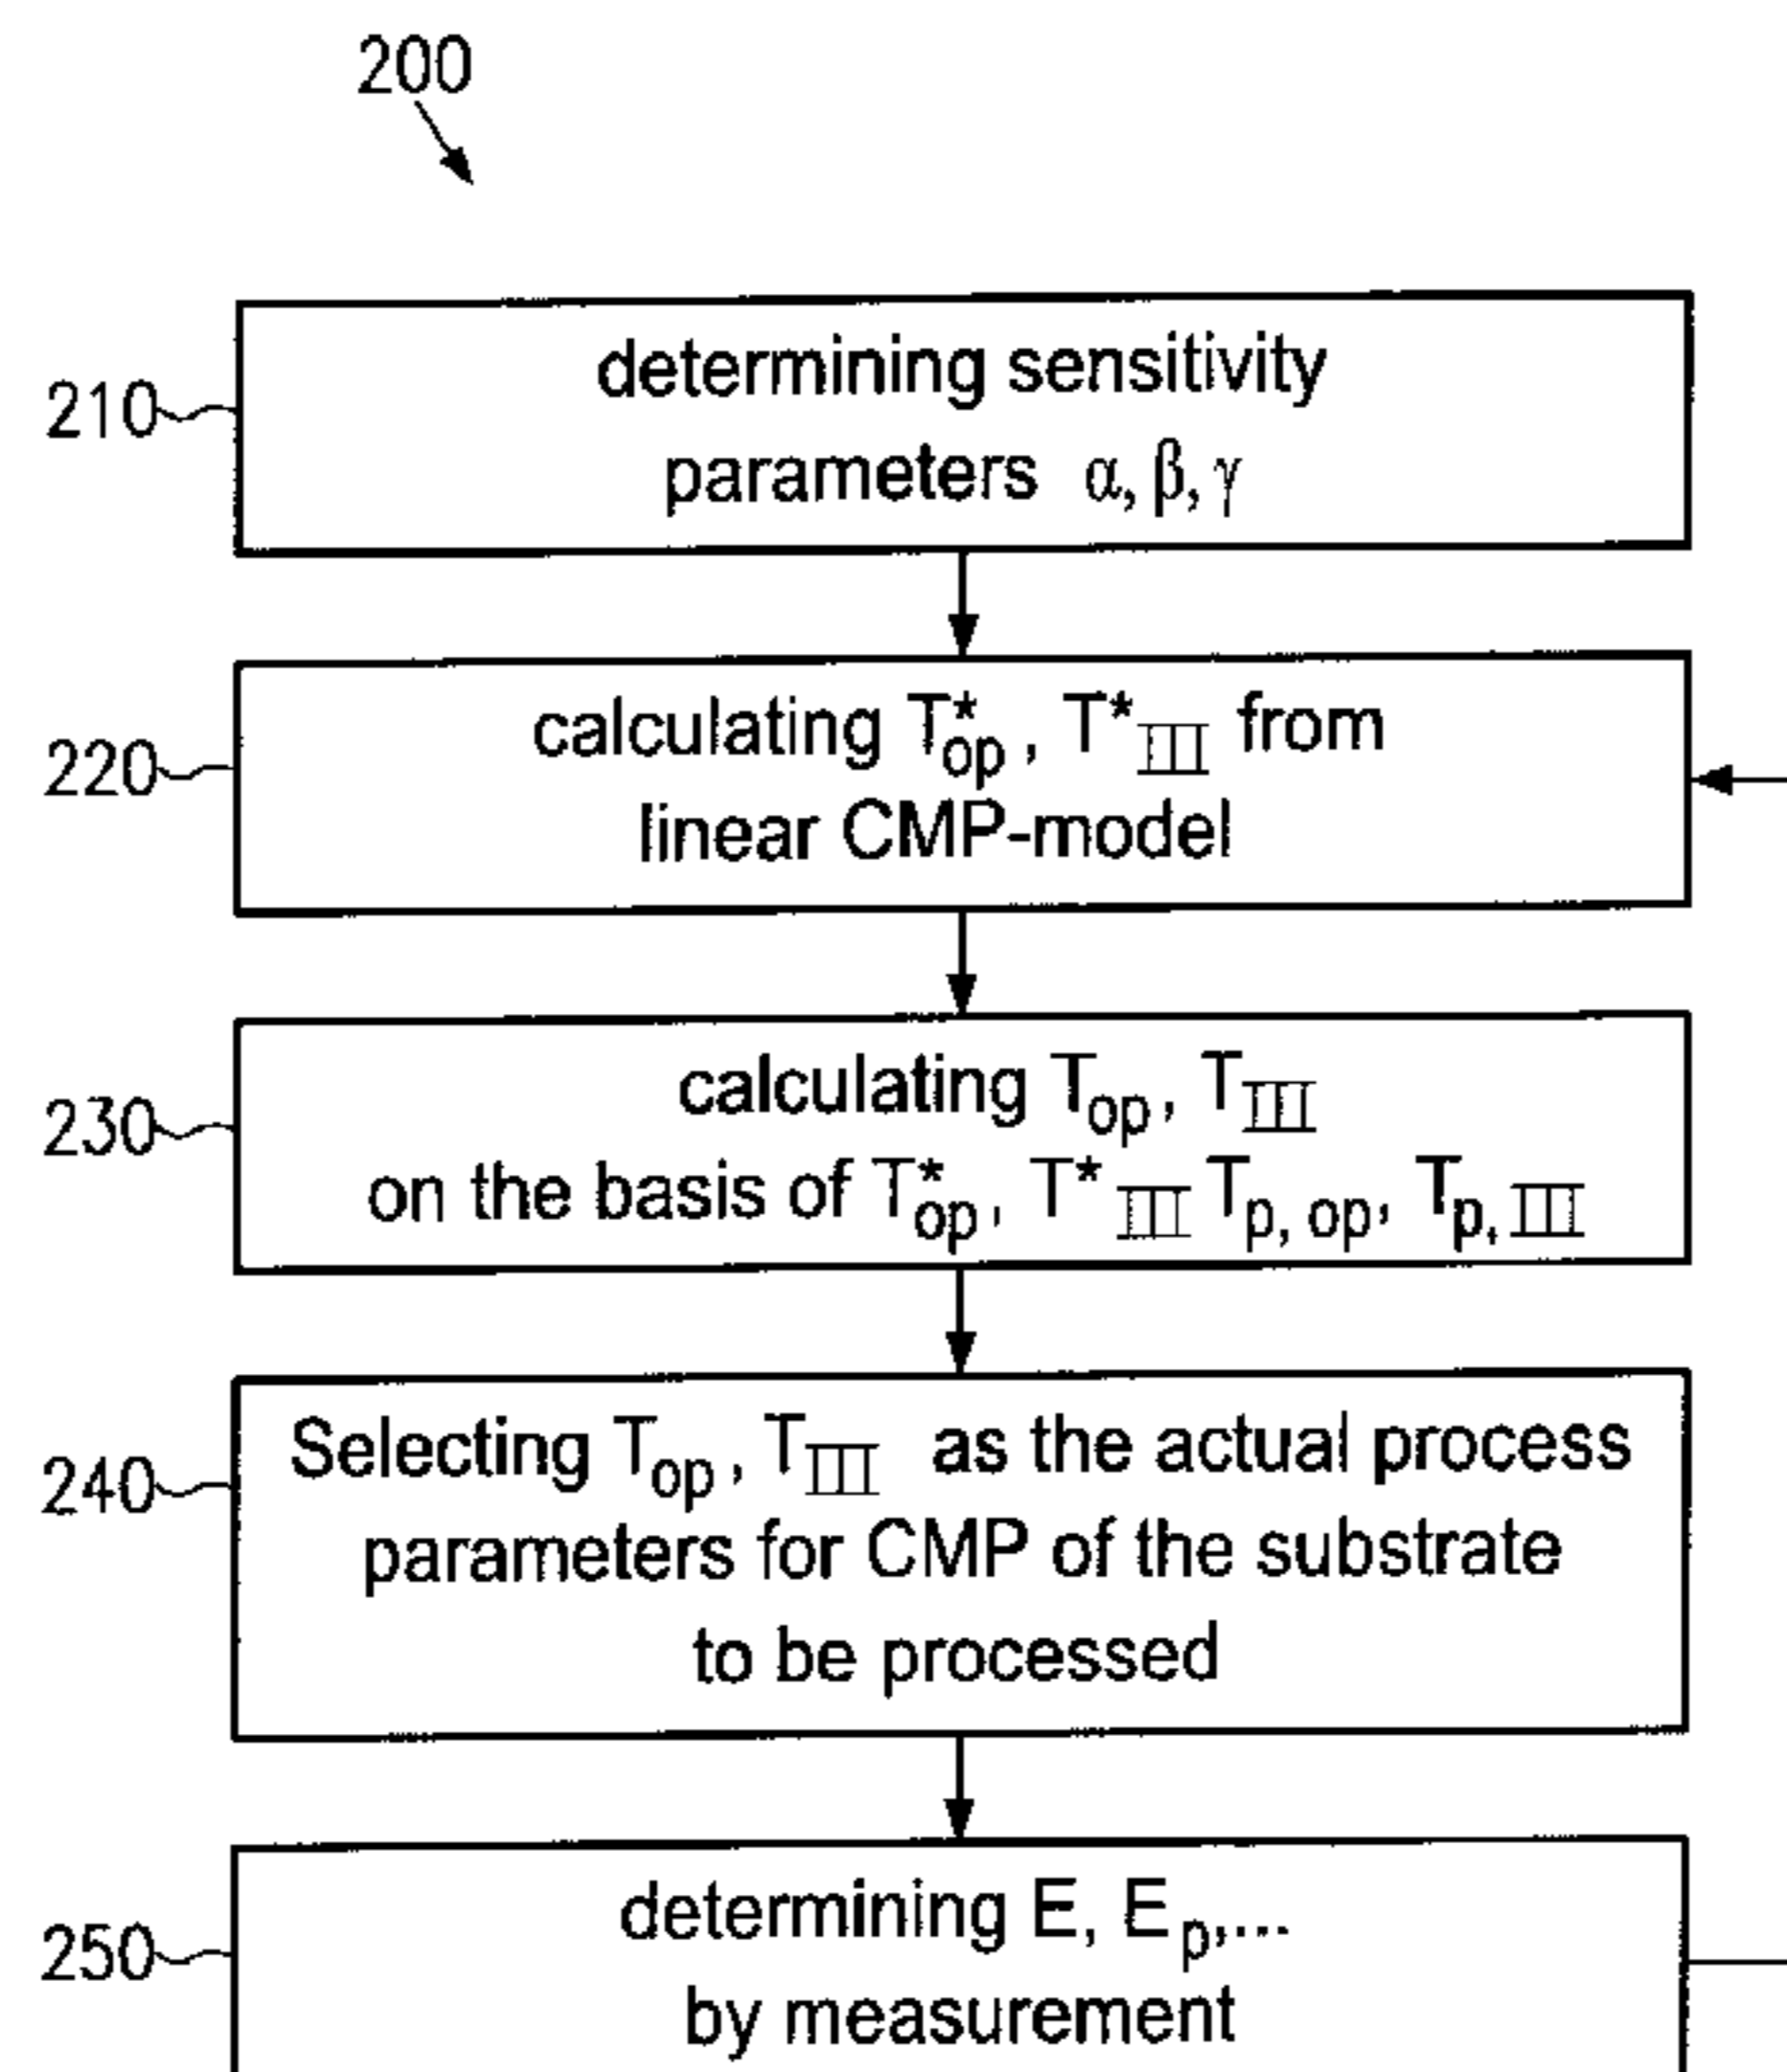 200
210
determining sensitivity
parameters α, β, γ
220
calculating T*op, T*III from
linear CMP-model
230
calculating Top, TIII
on the basis of T*op, T*III Tp, op, Tp, III
240
Selecting Top, TIII as the actual process
parameters for CMP of the substrate
to be processed
250
determining E, Ep,...
by measurement